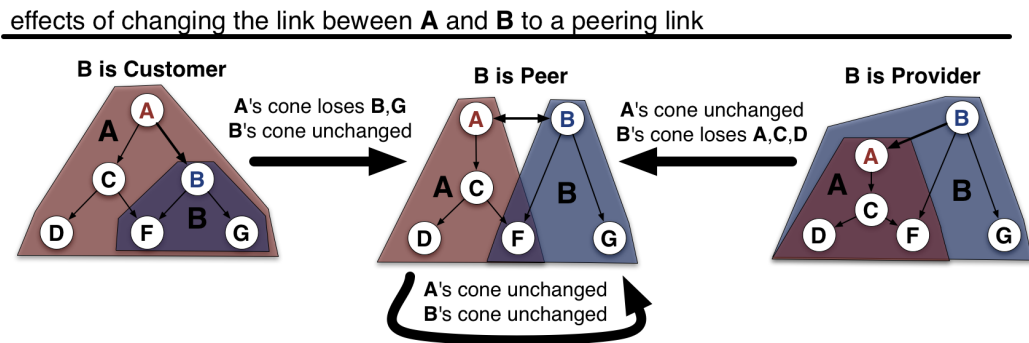 effects of changing the link beween A and B to a peering link
B is Customer
A
A
C
B
B
D
F
G
A's cone loses B,G
B's cone unchanged
B is Peer
A
B
A
C
B
D
F
G
A's cone unchanged
B's cone unchanged
A's cone unchanged
B's cone loses A,C,D
B is Provider
B
A
A
B
C
D
F
G